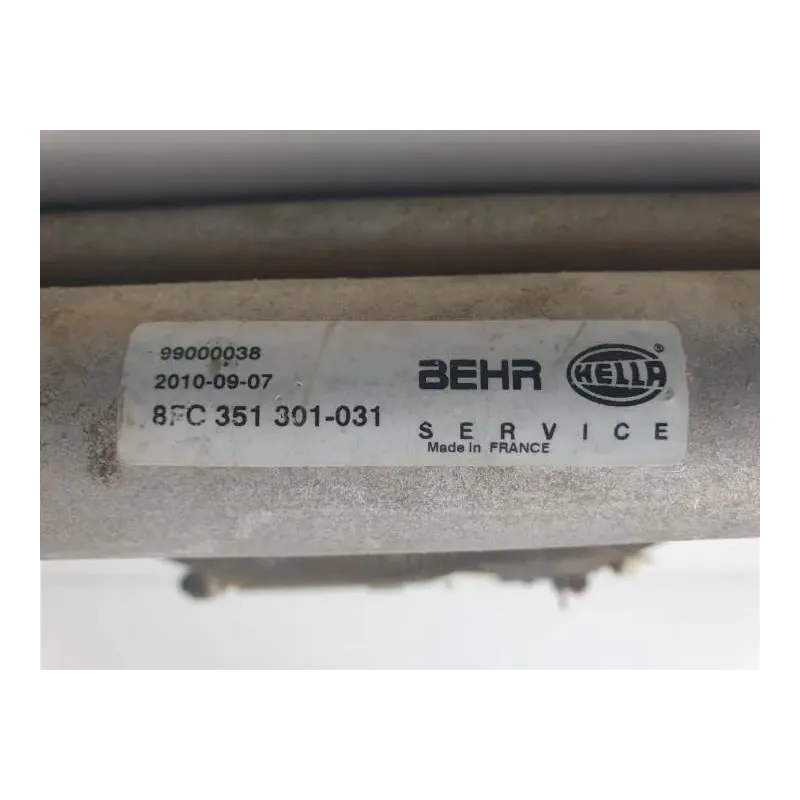 99000038
2010-09-07
8FC 351 301-031
BEHR HELLA®
SERVICE
Made in FRANCE